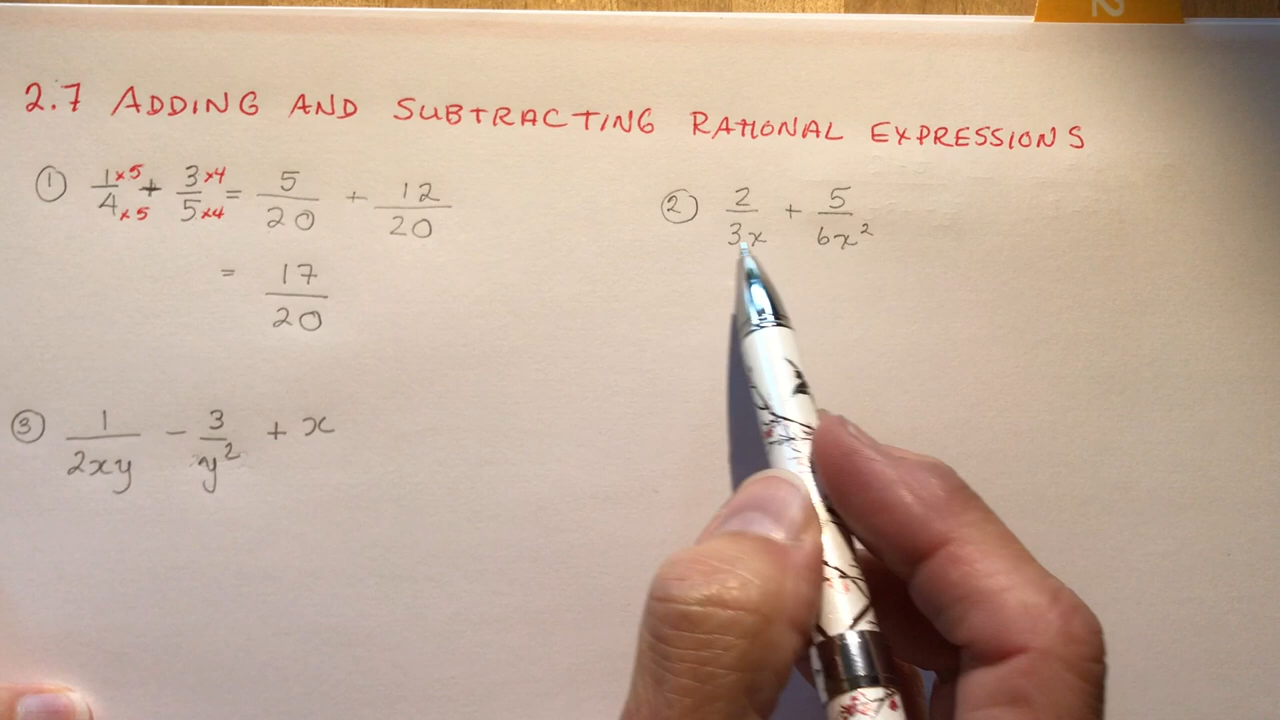 2
2.7 ADDING AND SUBTRACTING RATIONAL EXPRESSIONS
① 1×5/4×5 + 3×4/5×4 = 5/20 + 12/20
= 17/20
② 2/3x + 5/6x²
③ 1/2xy - 3/y² + x